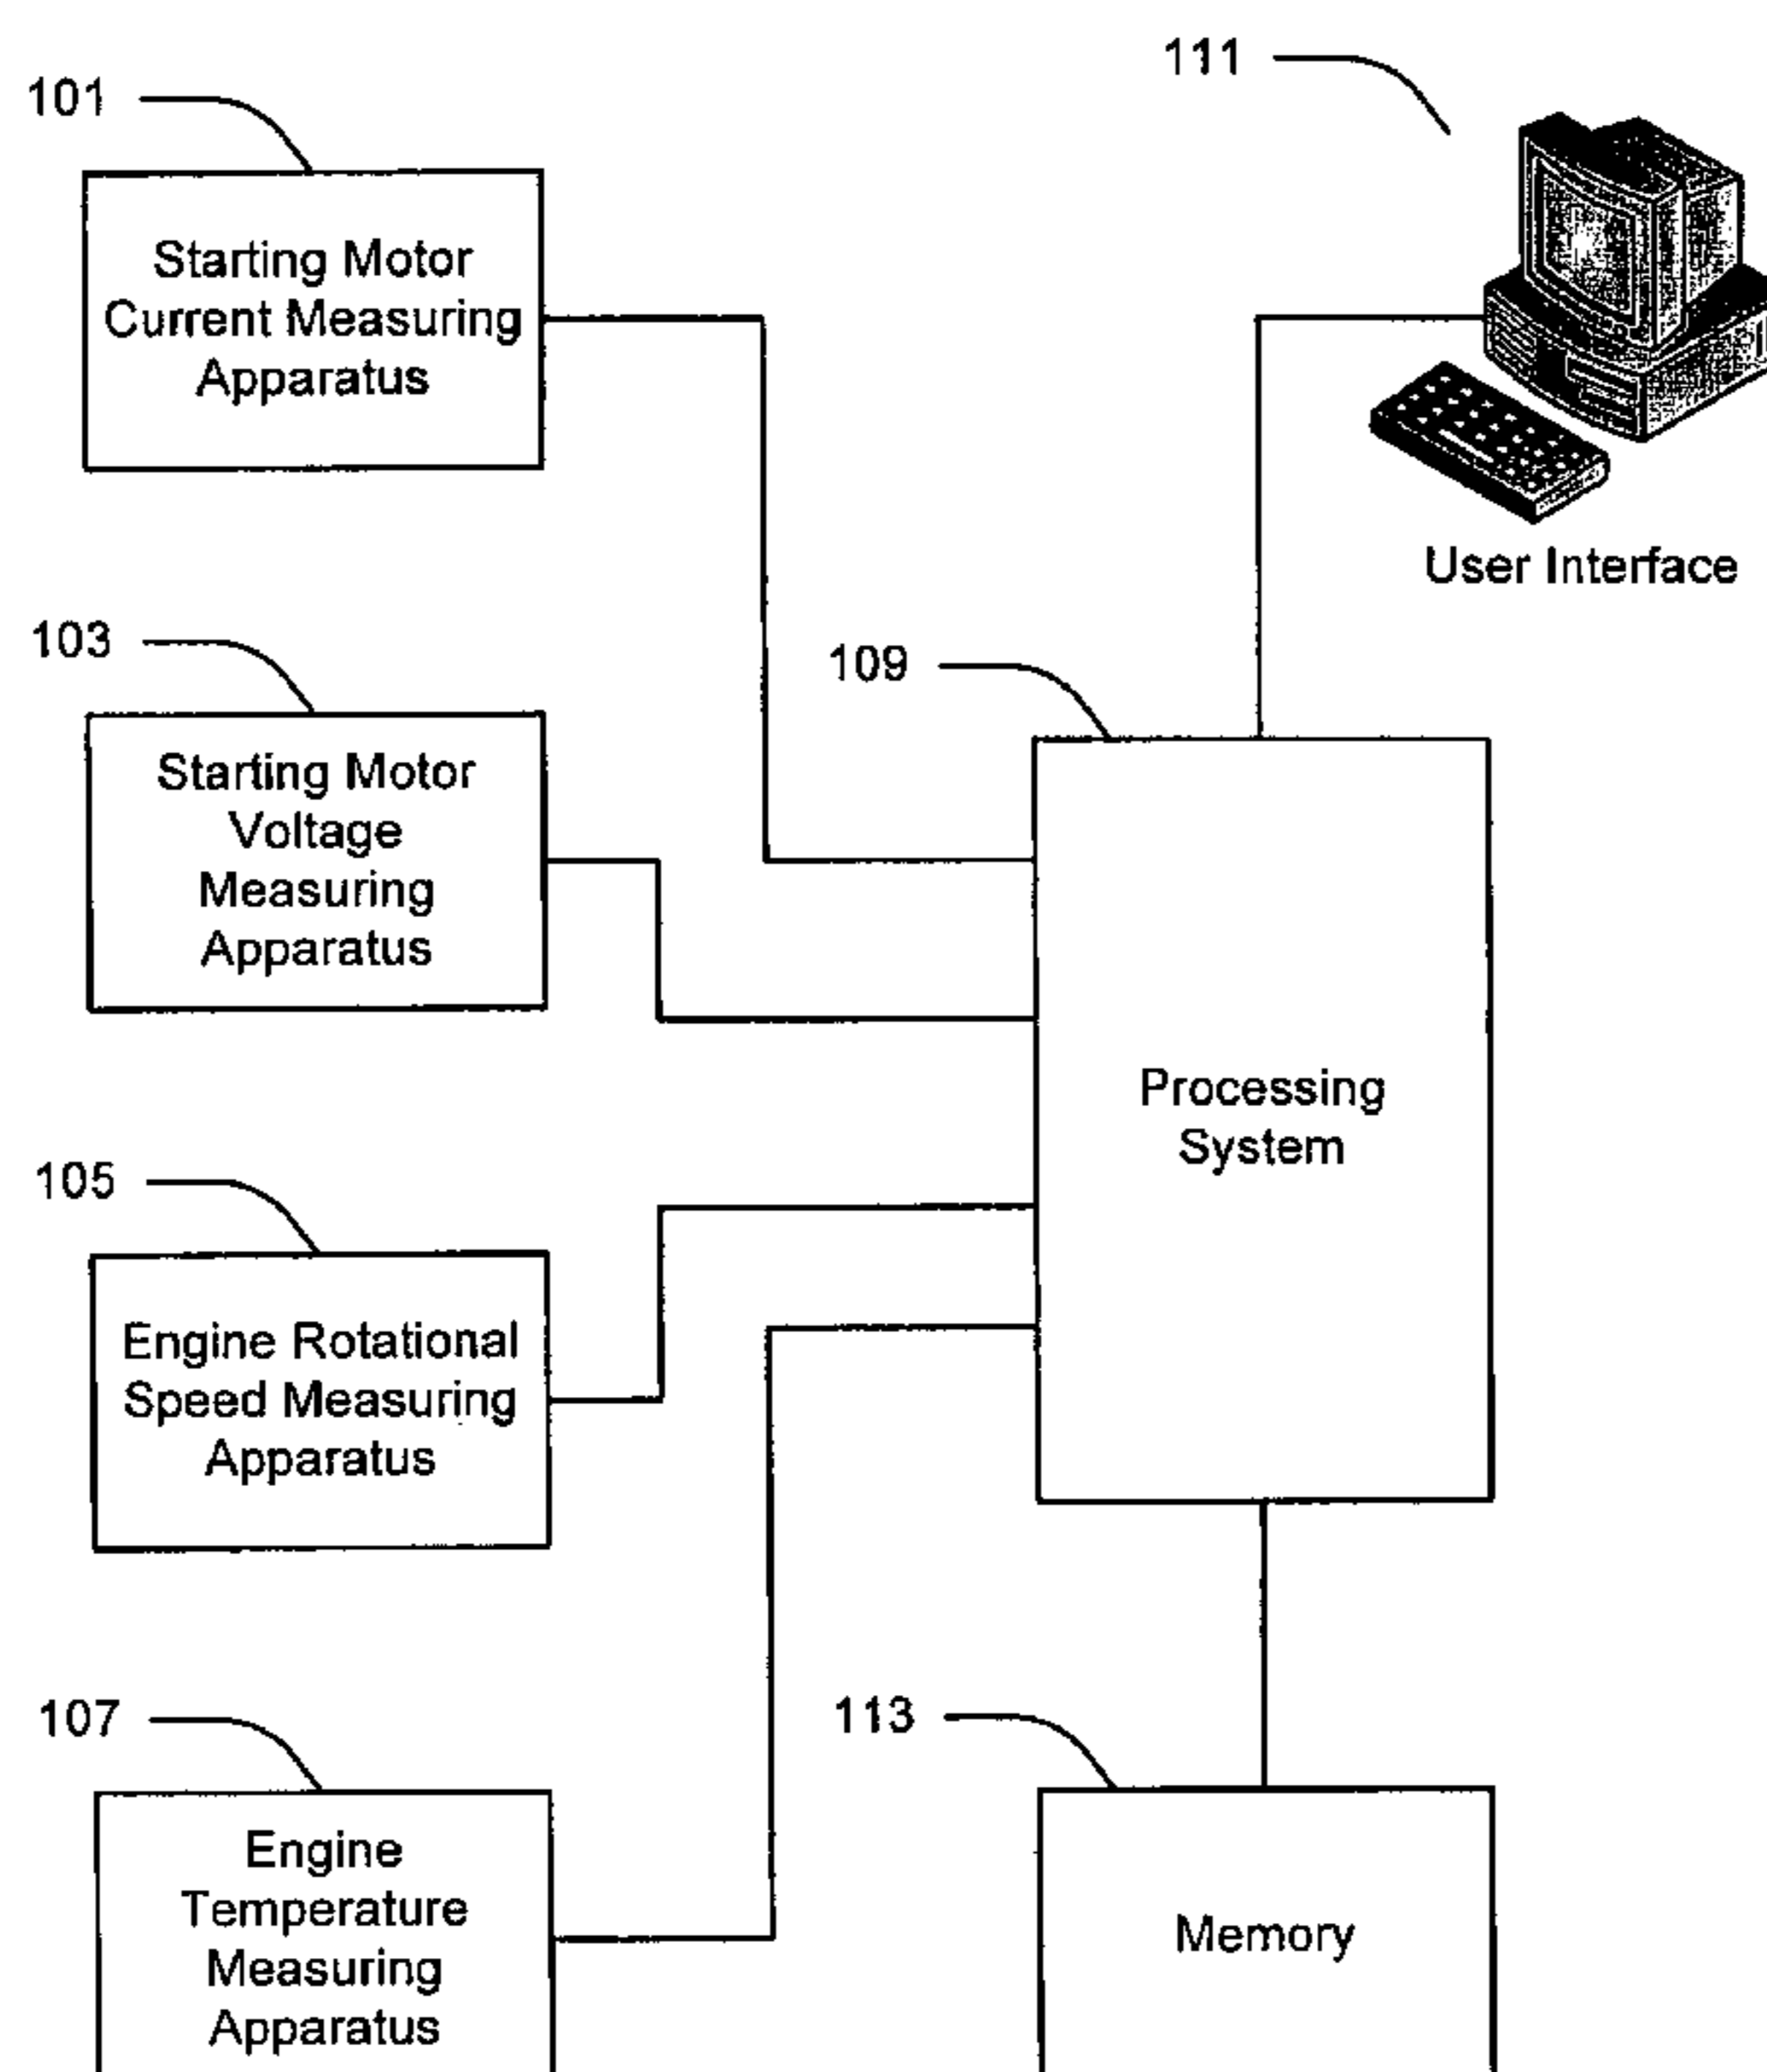 111
101
Starting Motor
Current Measuring
Apparatus
User Interface
103
109
Starting Motor
Voltage
Measuring
Apparatus
Processing
System
105
Engine Rotational
Speed Measuring
Apparatus
107
113
Engine
Temperature
Measuring
Apparatus
Memory